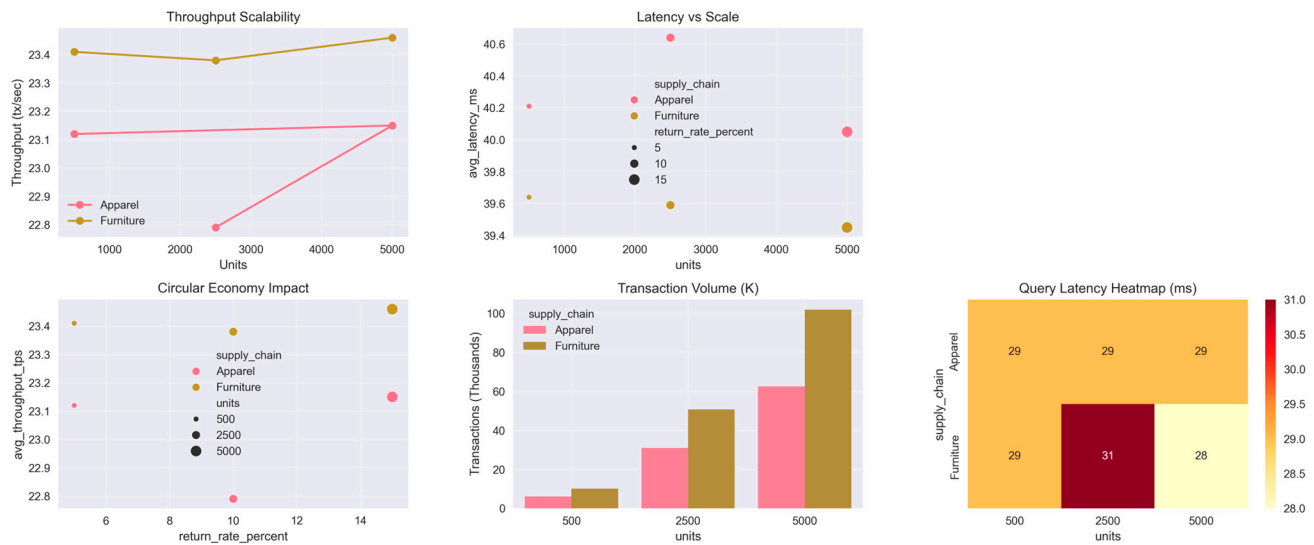 Throughput Scalability
Throughput (tx/sec)
23.4
23.3
23.2
23.1
23.0
22.9
22.8
Apparel
Furniture
1000
2000
3000
4000
5000
Units
Latency vs Scale
avg_latency_ms
40.6
40.4
40.2
40.0
39.8
39.6
39.4
supply_chain
Apparel
Furniture
return_rate_percent
5
10
15
1000
2000
3000
4000
5000
units
Circular Economy Impact
avg_throughput_tps
23.4
23.3
23.2
23.1
23.0
22.9
22.8
supply_chain
Apparel
Furniture
units
500
2500
5000
6
8
10
12
14
return_rate_percent
Transaction Volume (K)
Transactions (Thousands)
100
80
60
40
20
0
supply_chain
Apparel
Furniture
500
2500
5000
units
Query Latency Heatmap (ms)
supply_chain
Apparel
29
29
29
Furniture
29
31
28
500
2500
5000
units
31.0
30.5
30.0
29.5
29.0
28.5
28.0